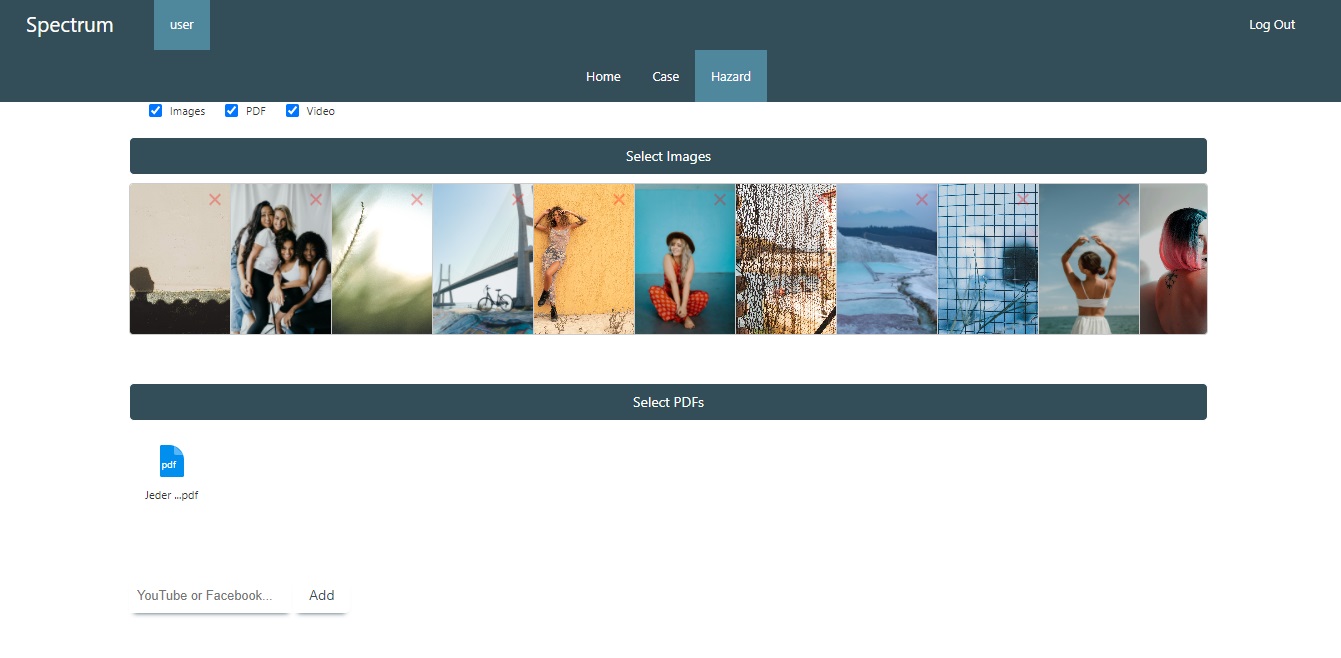 Spectrum
user
Log Out
Home
Case
Hazard
Images
PDF
Video
Select Images
Select PDFs
pdf
Jeder ...pdf
YouTube or Facebook...
Add